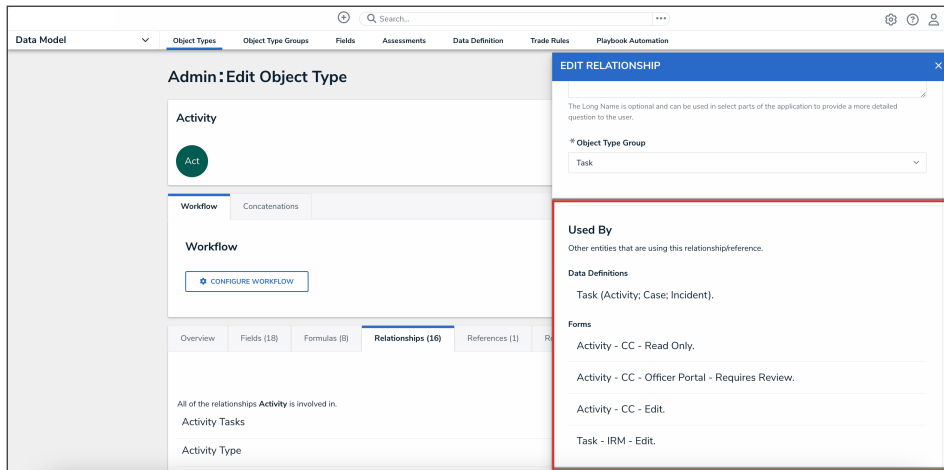 Search...
Data Model
Object Types Object Type Groups Fields Assessments Data Definition Trade Rules Playbook Automation
Admin:Edit Object Type
Activity
Act
Workflow Concatenations
Workflow
CONFIGURE WORKFLOW
Overview Fields (18) Formulas (8) Relationships (16) References (1)
All of the relationships Activity is involved in.
Activity Tasks
Activity Type
EDIT RELATIONSHIP
The Long Name is optional and can be used in select parts of the application to provide a more detailed
question to the user.
* Object Type Group
Task
Used By
Other entities that are using this relationship/reference.
Data Definitions
Task (Activity; Case; Incident).
Forms
Activity - CC - Read Only.
Activity - CC - Officer Portal - Requires Review.
Activity - CC - Edit.
Task - IRM - Edit.